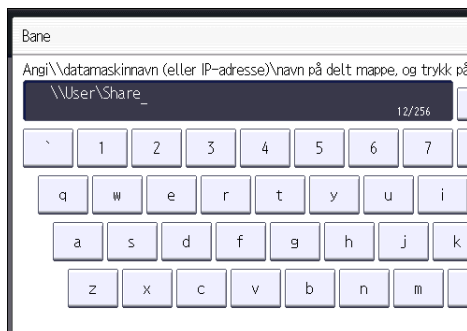 Bane
Angi\\datamaskinnavn (eller IP-adresse)\navn på delt mappe, og trykk på
\\User\Share_
12/256
` 1 2 3 4 5 6 7
q w e r t y u i
a s d f g h j k
z x c v b n m